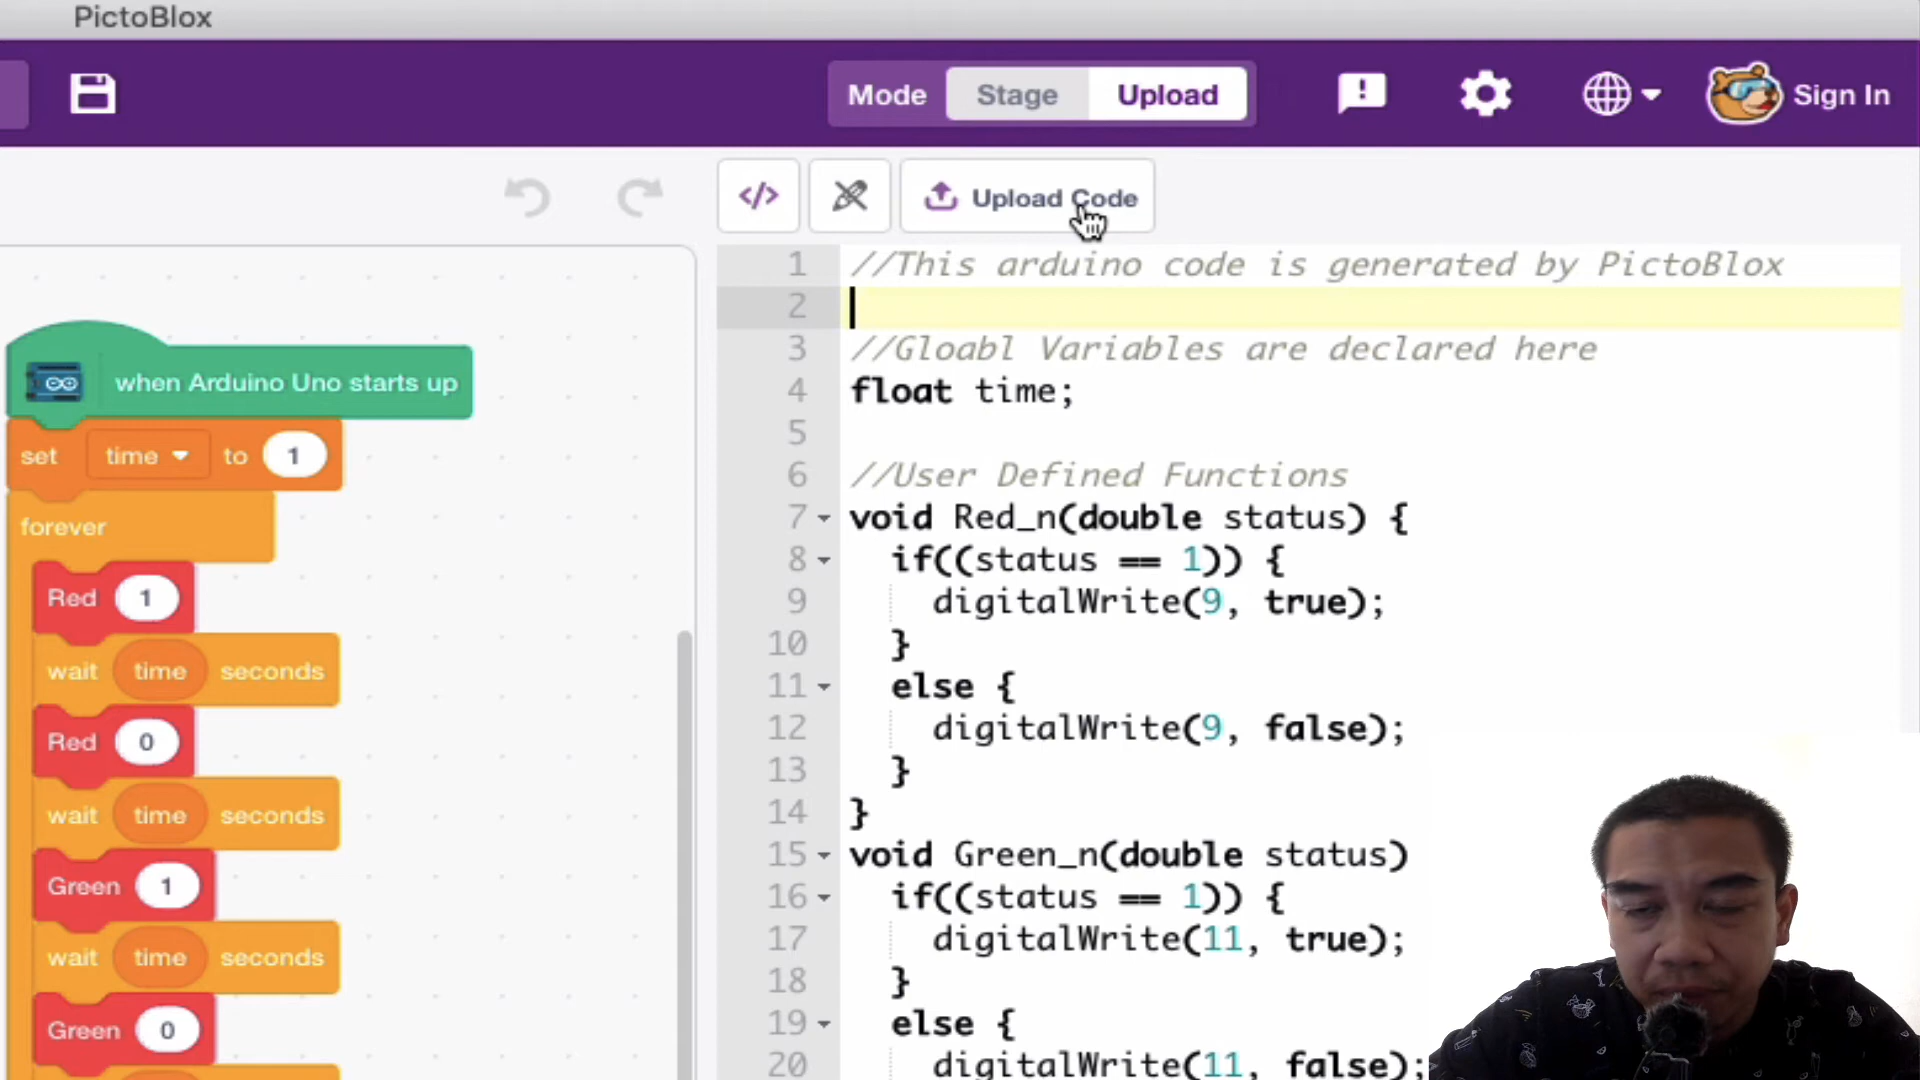 PictoBlox
Mode Stage Upload Sign In
</> Upload Code
when Arduino Uno starts up
set time to 1
forever
Red 1
wait time seconds
Red 0
wait time seconds
Green 1
wait time seconds
Green 0
1 //This arduino code is generated by PictoBlox
2
3 //Gloabl Variables are declared here
4 float time;
5
6 //User Defined Functions
7 void Red_n(double status) {
8 if((status == 1)) {
9 digitalWrite(9, true);
10 }
11 else {
12 digitalWrite(9, false);
13 }
14 }
15 void Green_n(double status)
16 if((status == 1)) {
17 digitalWrite(11, true);
18 }
19 else {
20 digitalWrite(11, false);